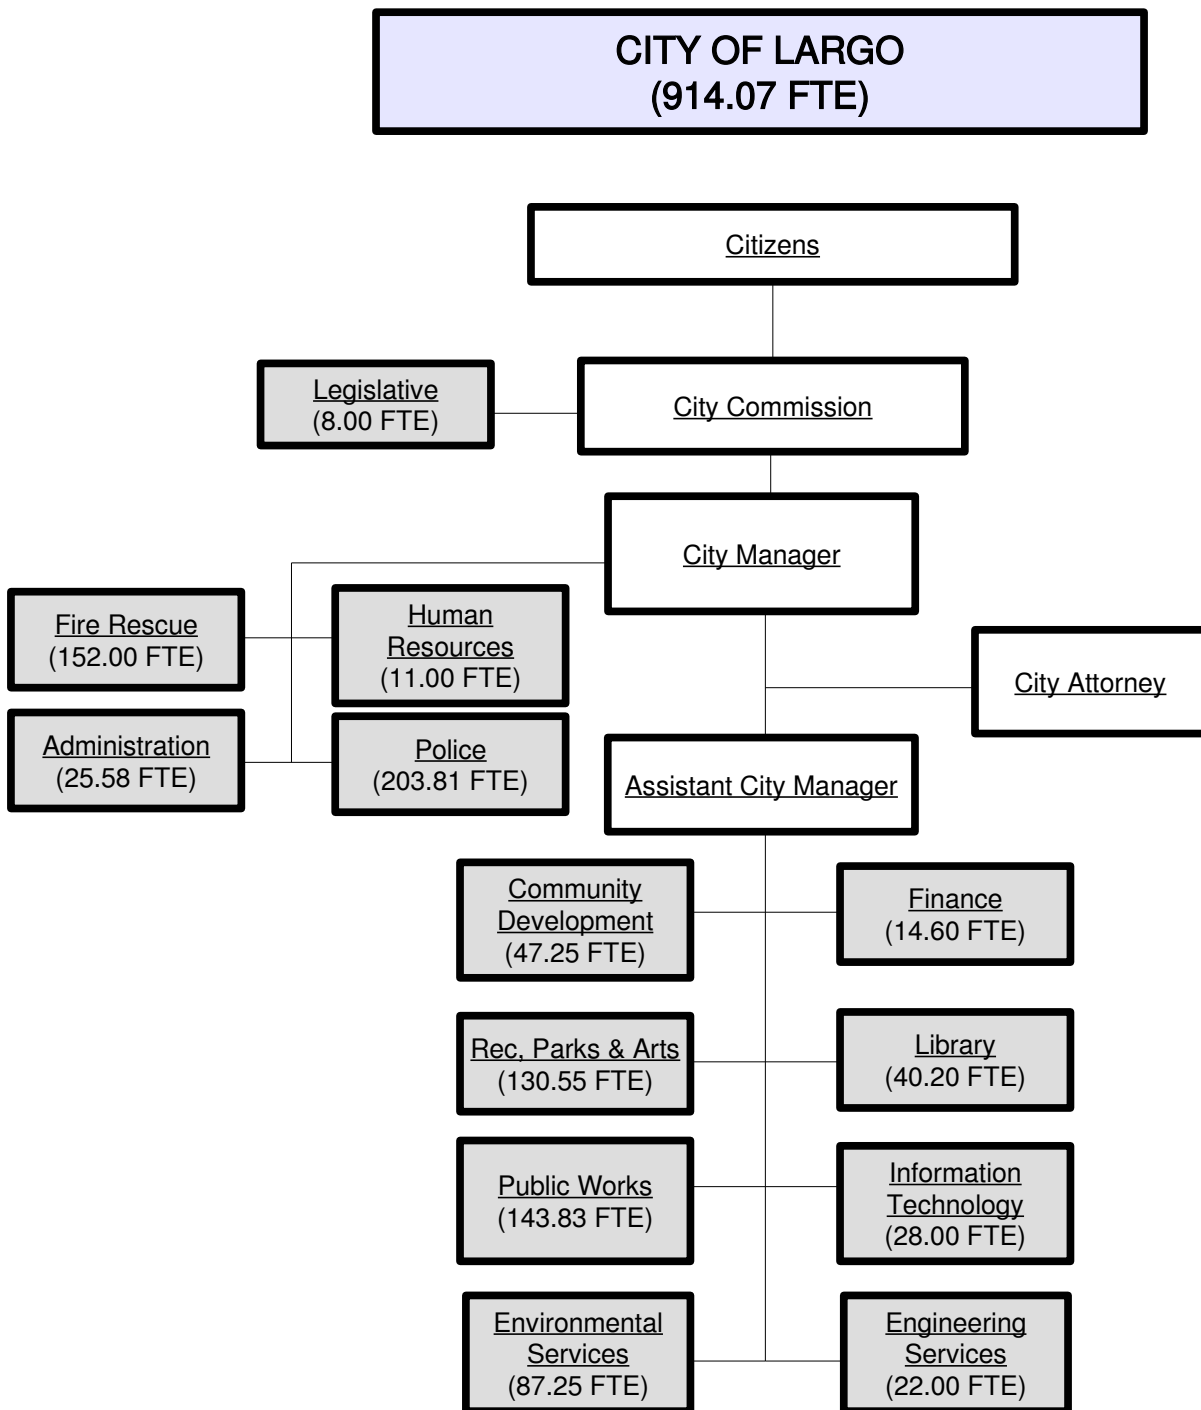 CITY OF LARGO
(914.07 FTE)
Citizens
Legislative
(8.00 FTE)
City Commission
City Manager
Fire Rescue
(152.00 FTE)
Human
Resources
(11.00 FTE)
City Attorney
Administration
(25.58 FTE)
Police
(203.81 FTE)
Assistant City Manager
Community
Development
(47.25 FTE)
Finance
(14.60 FTE)
Rec, Parks & Arts
(130.55 FTE)
Library
(40.20 FTE)
Public Works
(143.83 FTE)
Information
Technology
(28.00 FTE)
Environmental
Services
(87.25 FTE)
Engineering
Services
(22.00 FTE)